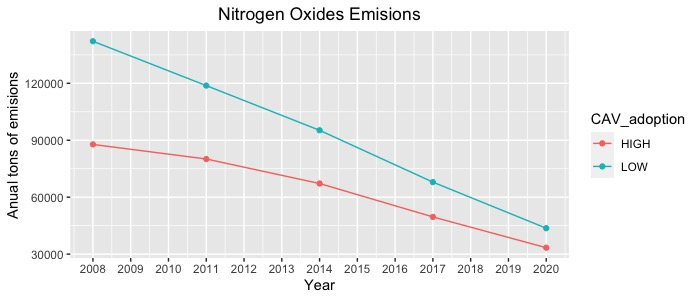 Nitrogen Oxides Emisions
Anual tons of emisions
120000
90000
60000
30000
2008 2009 2010 2011 2012 2013 2014 2015 2016 2017 2018 2019 2020
Year
CAV_adoption
HIGH
LOW